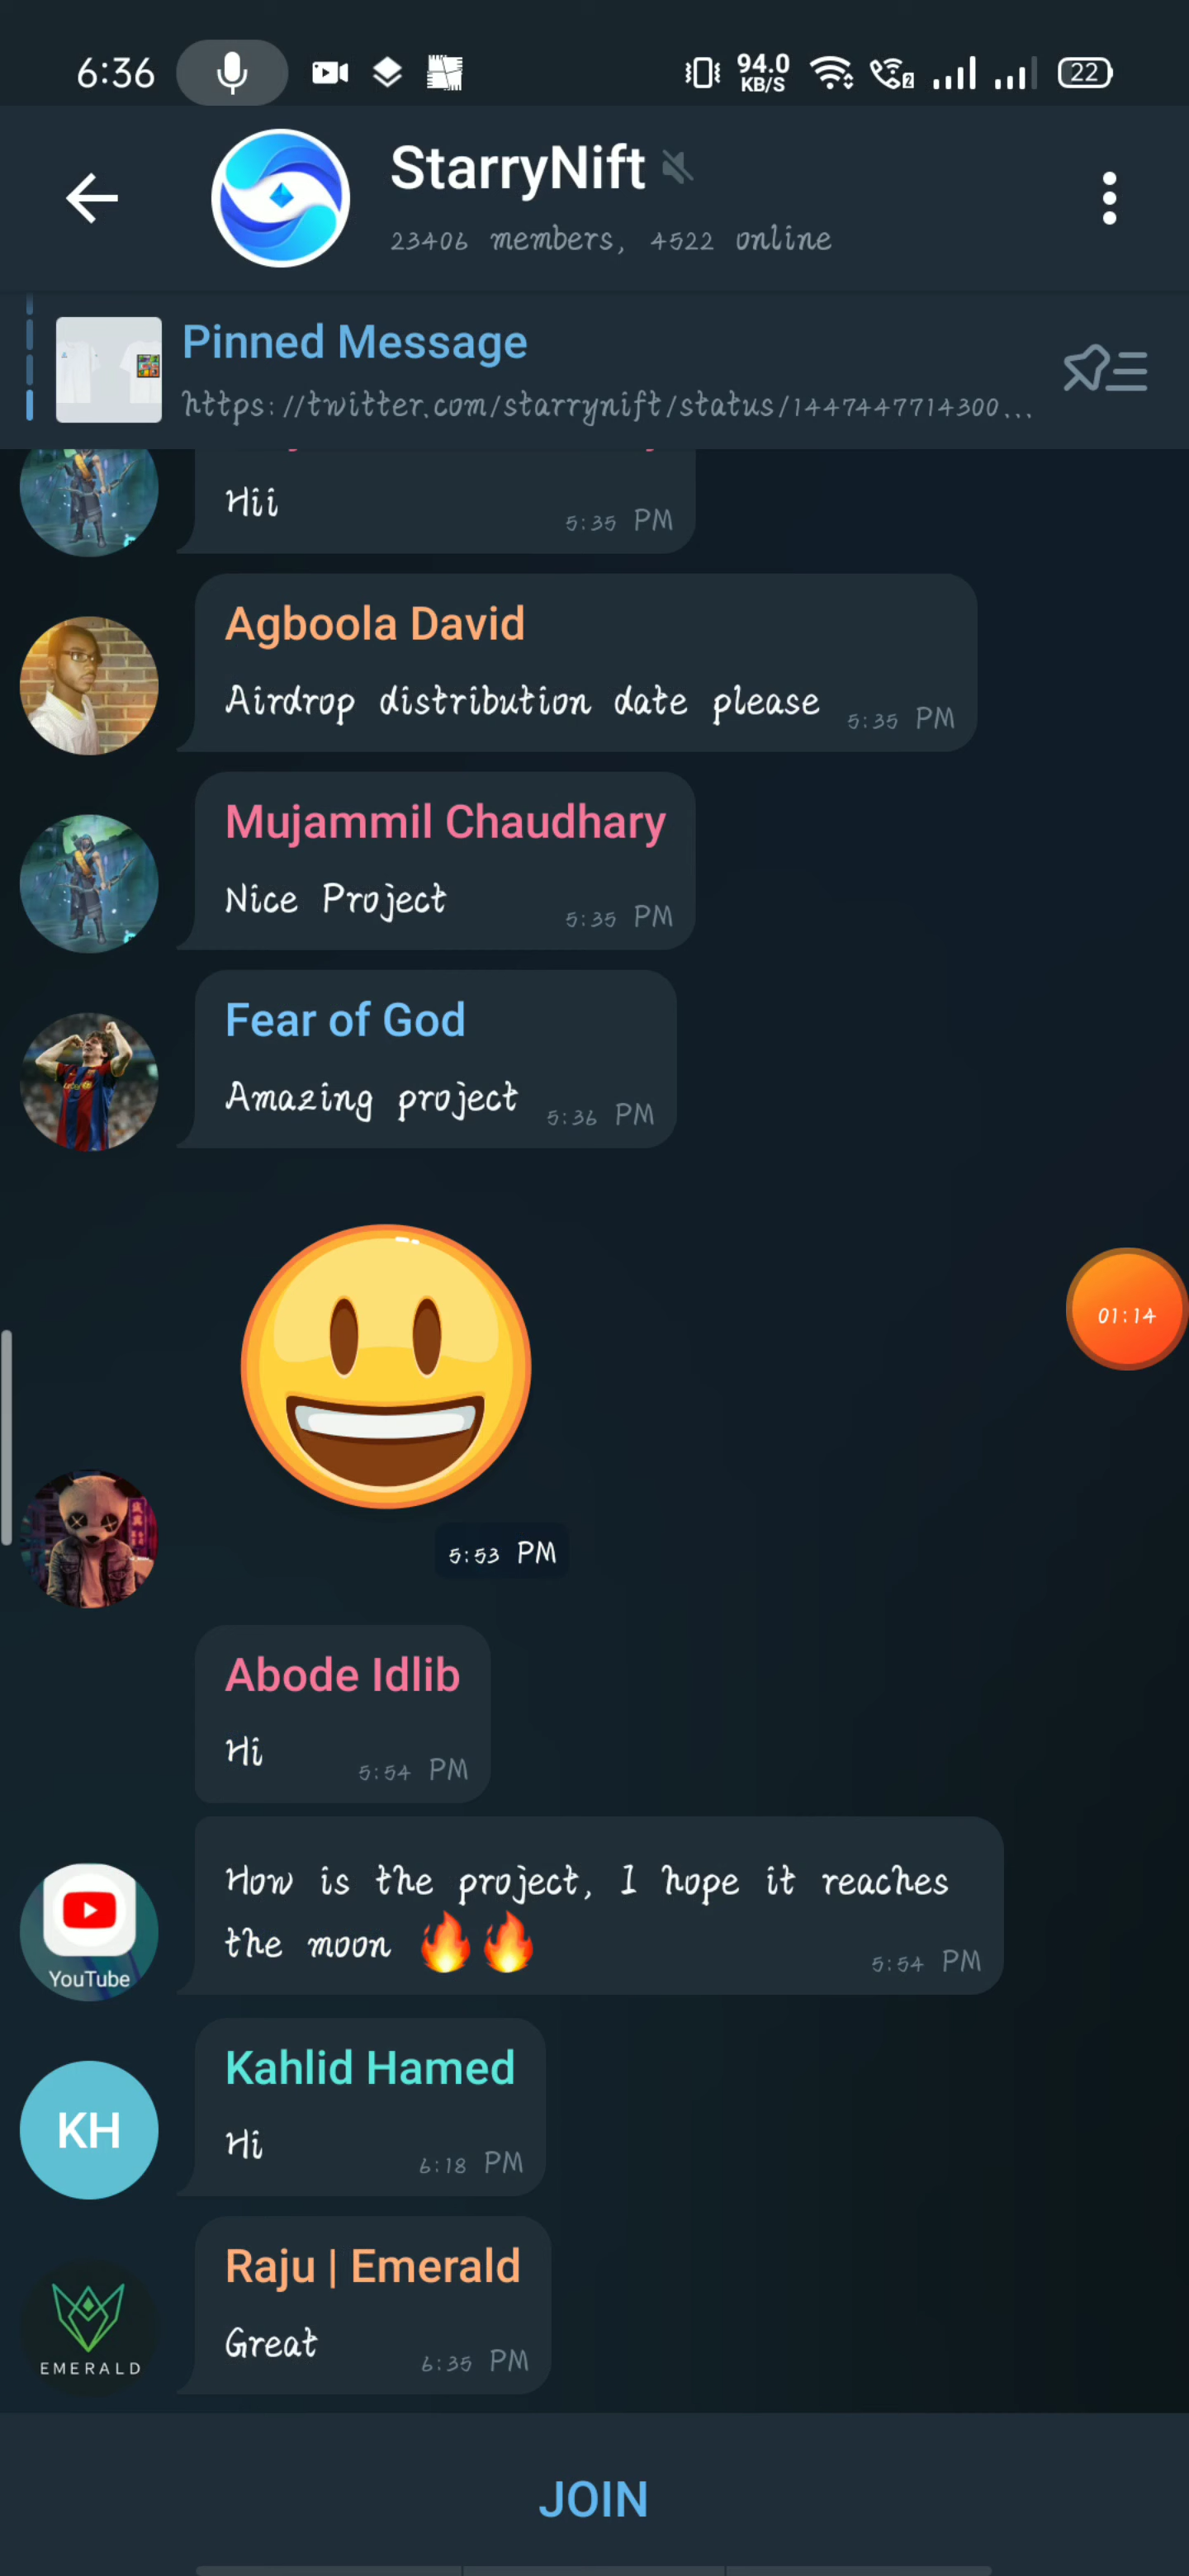 6:36
94.0
KB/S
2
22
StarryNift
23406 members, 4522 online
Pinned Message
https://twitter.com/starrynift/status/1447447714300...
Hii
5:35 PM
Agboola David
Airdrop distribution date please
5:35 PM
Mujammil Chaudhary
Nice Project
5:35 PM
Fear of God
Amazing project
5:36 PM
01:14
5:53 PM
Abode Idlib
Hi
5:54 PM
How is the project, I hope it reaches
the moon 🔥🔥
5:54 PM
YouTube
KH
Kahlid Hamed
Hi
6:18 PM
Raju | Emerald
Great
6:35 PM
EMERALD
JOIN